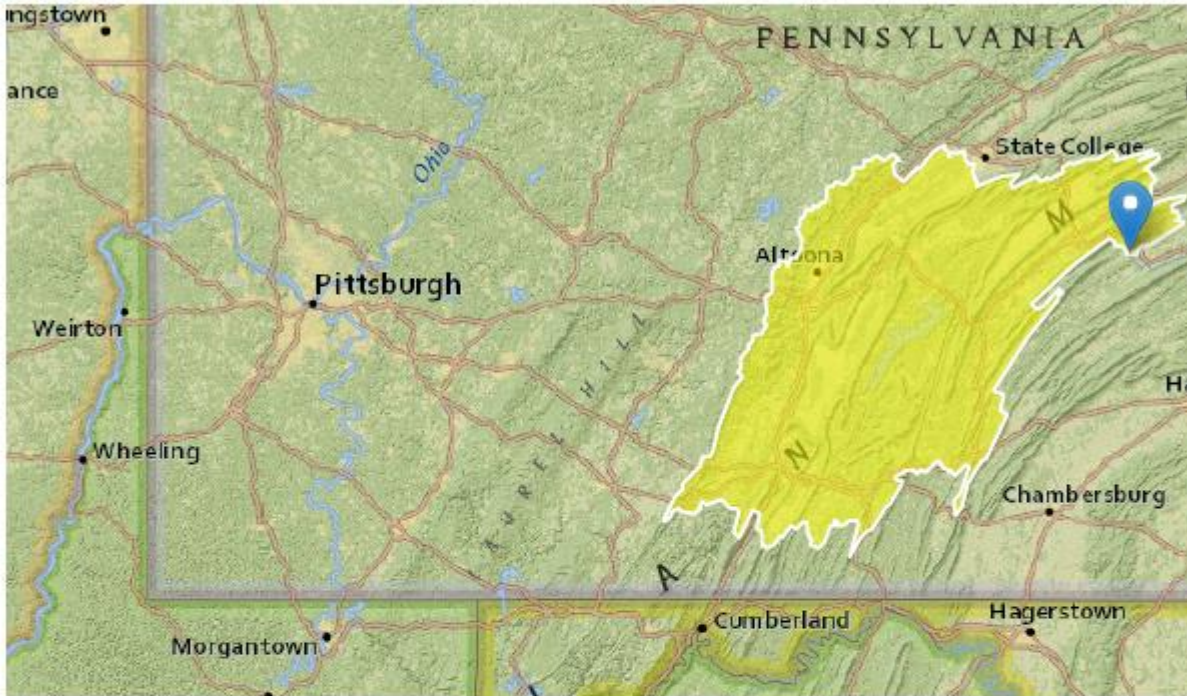 ngstown
PENNSYLVANIA
ance
State College
Ohio
M
Altoona
Pittsburgh
Weirton
LAUREL HILL
Wheeling
N
Chambersburg
A
Hagerstown
Cumberland
Morgantown